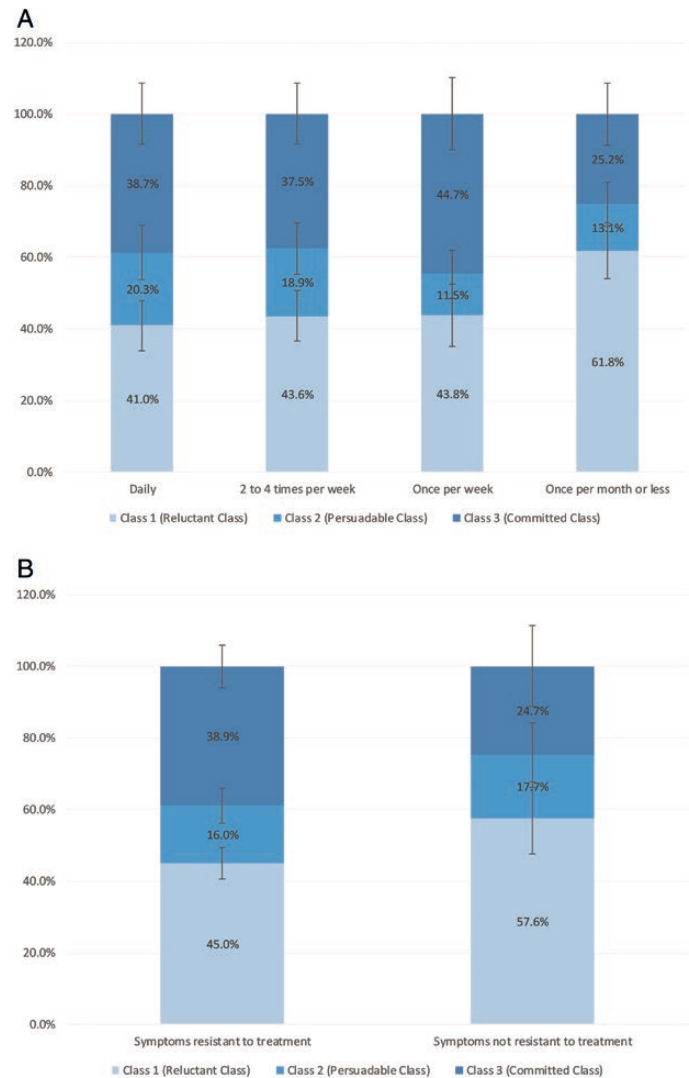 A
120.0%
100.0%
80.0%
60.0%
40.0%
20.0%
0.0%
38.7% 37.5% 44.7% 25.2%
20.3% 18.9% 11.5% 13.1%
41.0% 43.6% 43.8% 61.8%
Daily 2 to 4 times per week Once per week Once per month or less
Class 1 (Reluctant Class) Class 2 (Persuadable Class) Class 3 (Committed Class)
B
120.0%
100.0%
80.0%
60.0%
40.0%
20.0%
0.0%
38.9% 24.7%
16.0% 17.7%
45.0% 57.6%
Symptoms resistant to treatment Symptoms not resistant to treatment
Class 1 (Reluctant Class) Class 2 (Persuadable Class) Class 3 (Committed Class)